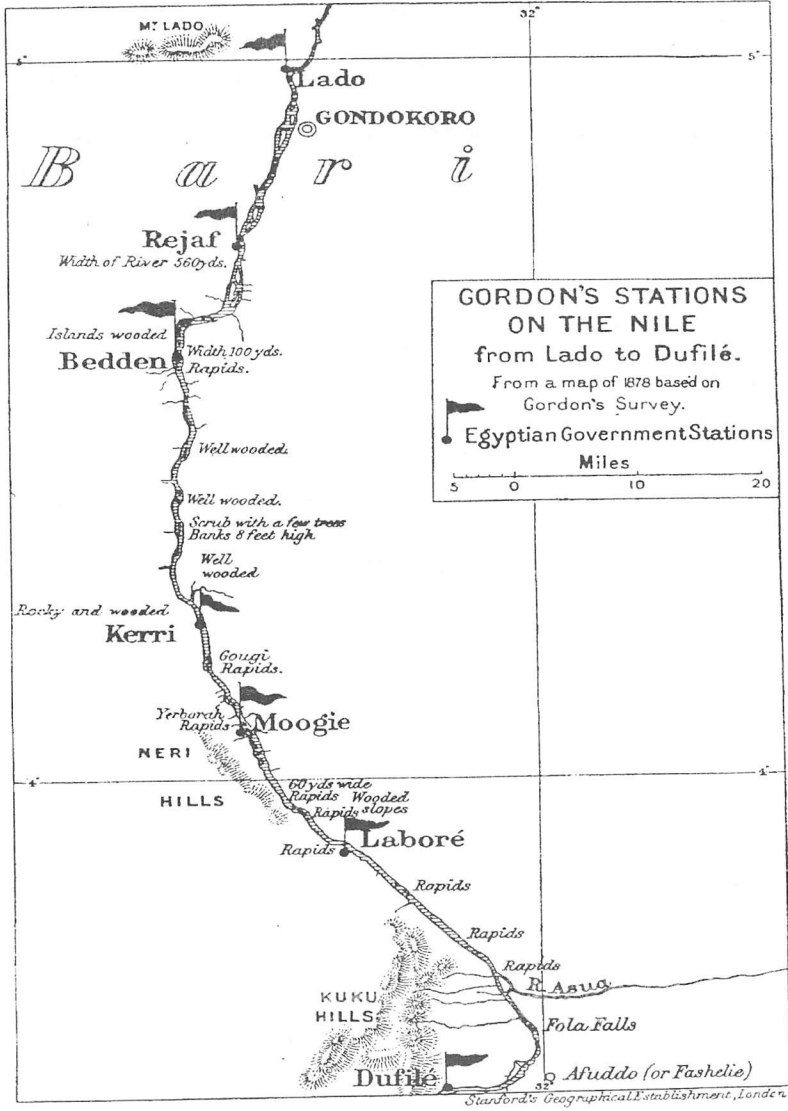 32°
MT LADO
5°
5°
Lado
GONDOKORO
Bari
Rejaf
Width of River 560yds.
GORDON'S STATIONS
ON THE NILE
from Lado to Dufilé.
From a map of 1878 based on
Gordon's Survey.
Egyptian Government Stations
Miles
5 0 10 20
Islands wooded
Bedden
Width 100 yds.
Rapids.
Well wooded.
Well wooded.
Scrub with a few trees
Banks 8 feet high
Well
wooded
Rocky and wooded
Kerri
Gougi
Rapids.
Yerborah
Rapids
Moogie
NERI
HILLS
4°
4°
60 yds wide
Rapids
Rapids
Wooded
slopes
Laboré
Rapids
Rapids
Rapids
Rapids
R. Asua
KUKU
HILLS
Fola Falls
Dufilé
32°
Afuddo (or Fashelie)
Stanford's Geographical Establishment, London